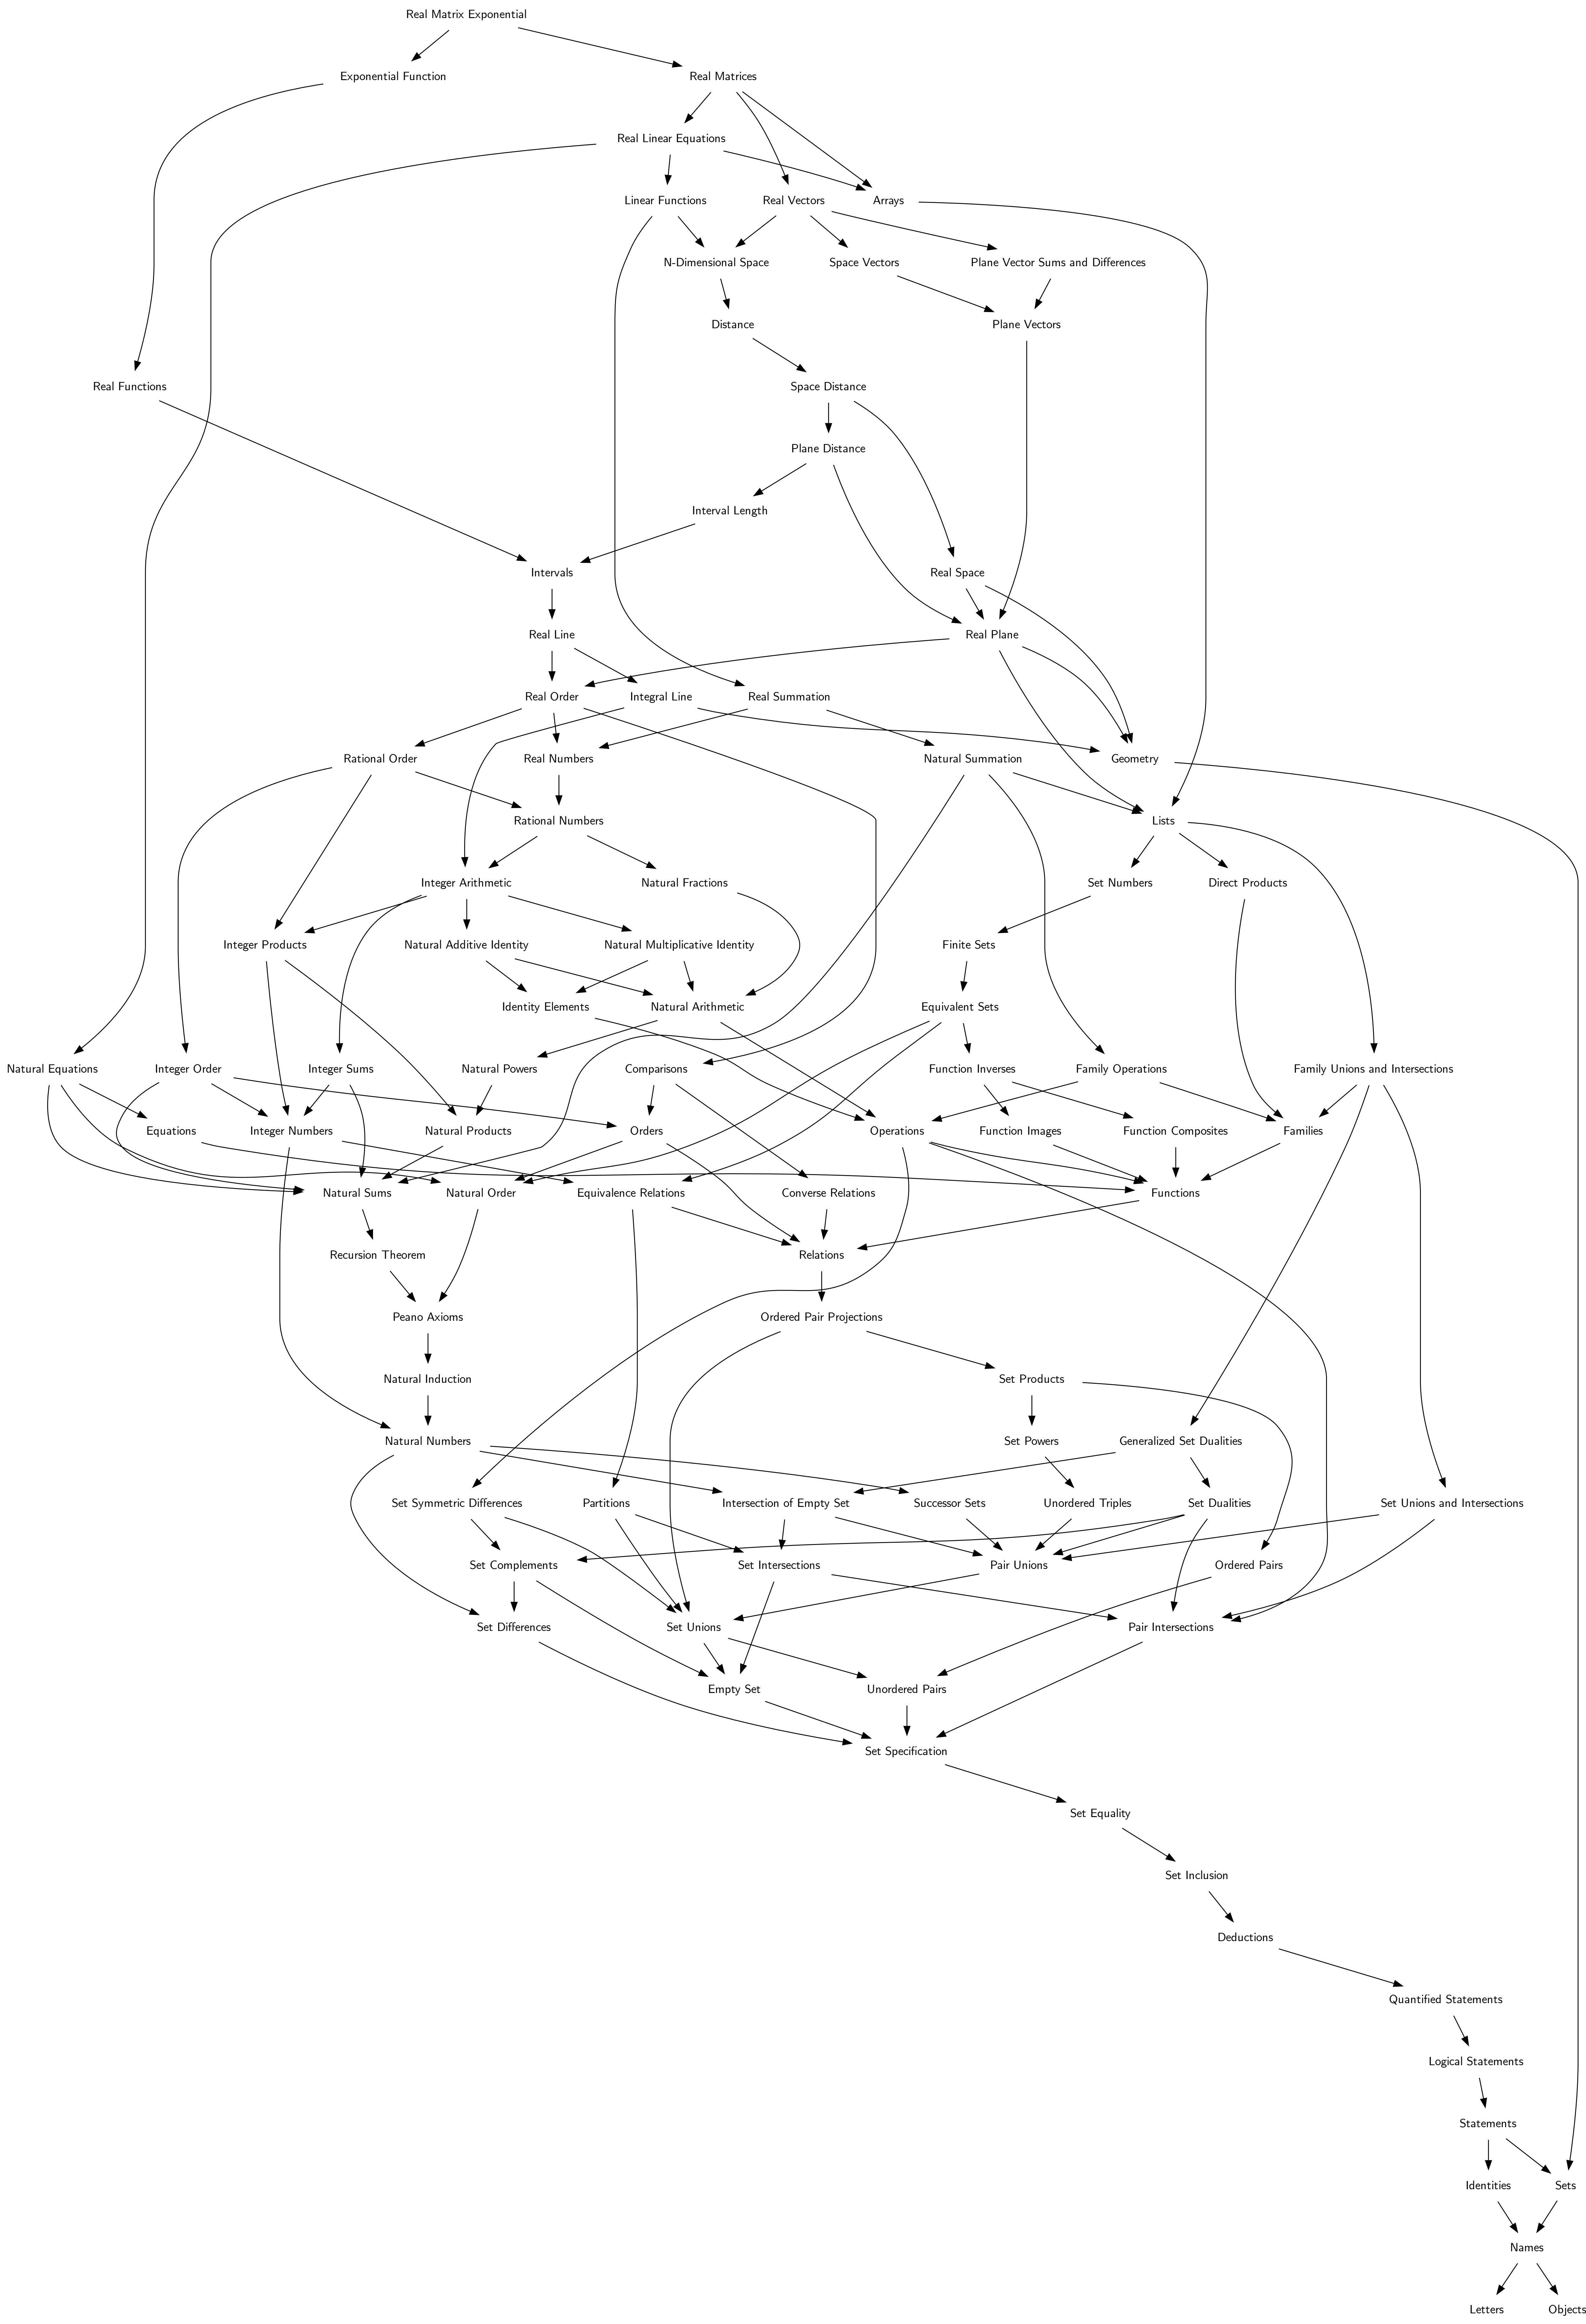 Real Matrix Exponential
Exponential Function
Real Matrices
Real Linear Equations
Linear Functions
Real Vectors
Arrays
N-Dimensional Space
Space Vectors
Plane Vector Sums and Differences
Distance
Plane Vectors
Real Functions
Space Distance
Plane Distance
Interval Length
Intervals
Real Space
Real Line
Real Plane
Real Order
Integral Line
Real Summation
Rational Order
Real Numbers
Natural Summation
Geometry
Rational Numbers
Lists
Integer Arithmetic
Natural Fractions
Set Numbers
Direct Products
Integer Products
Natural Additive Identity
Natural Multiplicative Identity
Finite Sets
Identity Elements
Natural Arithmetic
Equivalent Sets
Natural Equations
Integer Order
Integer Sums
Natural Powers
Comparisons
Function Inverses
Family Operations
Family Unions and Intersections
Equations
Integer Numbers
Natural Products
Orders
Operations
Function Images
Function Composites
Families
Natural Sums
Natural Order
Equivalence Relations
Converse Relations
Functions
Recursion Theorem
Relations
Peano Axioms
Ordered Pair Projections
Natural Induction
Set Products
Natural Numbers
Set Powers
Generalized Set Dualities
Set Symmetric Differences
Partitions
Intersection of Empty Set
Successor Sets
Unordered Triples
Set Dualities
Set Unions and Intersections
Set Complements
Set Intersections
Pair Unions
Ordered Pairs
Set Differences
Set Unions
Pair Intersections
Empty Set
Unordered Pairs
Set Specification
Set Equality
Set Inclusion
Deductions
Quantified Statements
Logical Statements
Statements
Identities
Sets
Names
Letters
Objects